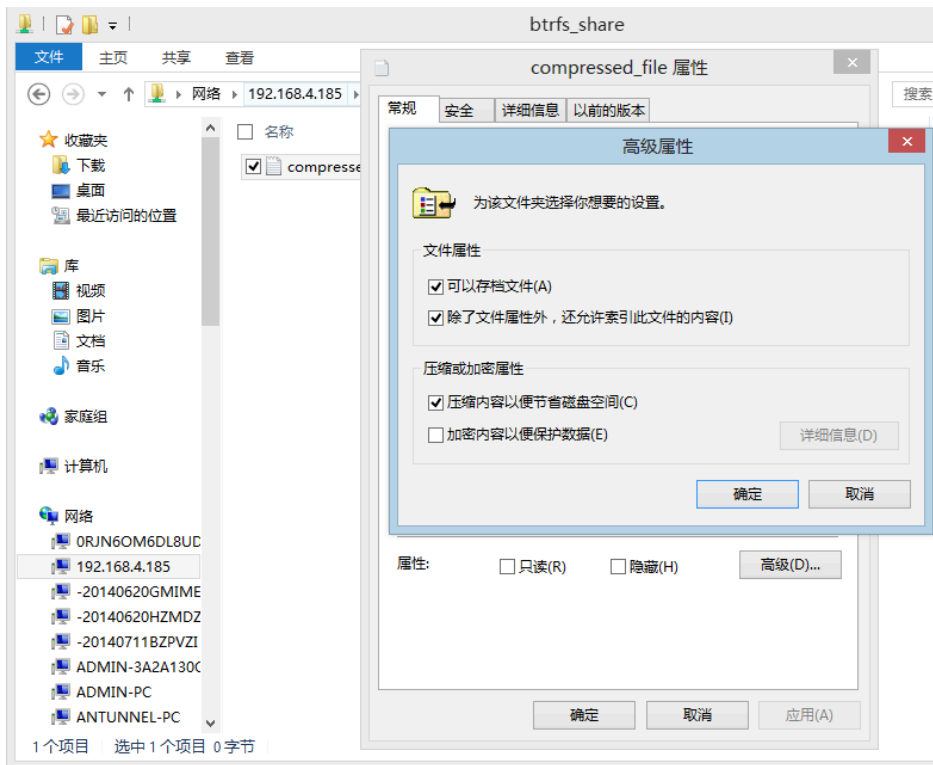 btrfs_share
文件 主页 共享 查看
网络 192.168.4.185 搜索
收藏夹
下载
桌面
最近访问的位置
库
视频
图片
文档
音乐
家庭组
计算机
网络
0RJN6OM6DL8UD
192.168.4.185
-20140620GMIME
-20140620HZMDZ
-20140711BZPVZI
ADMIN-3A2A130C
ADMIN-PC
ANTUNNEL-PC
名称
compresse
1个项目 选中1个项目 0字节
compressed_file 属性
常规 安全 详细信息 以前的版本
高级属性
为该文件夹选择你想要的设置。
文件属性
可以存档文件(A)
除了文件属性外，还允许索引此文件的内容(I)
压缩或加密属性
压缩内容以便节省磁盘空间(C)
加密内容以便保护数据(E) 详细信息(D)
确定 取消
属性: 只读(R) 隐藏(H) 高级(D)...
确定 取消 应用(A)